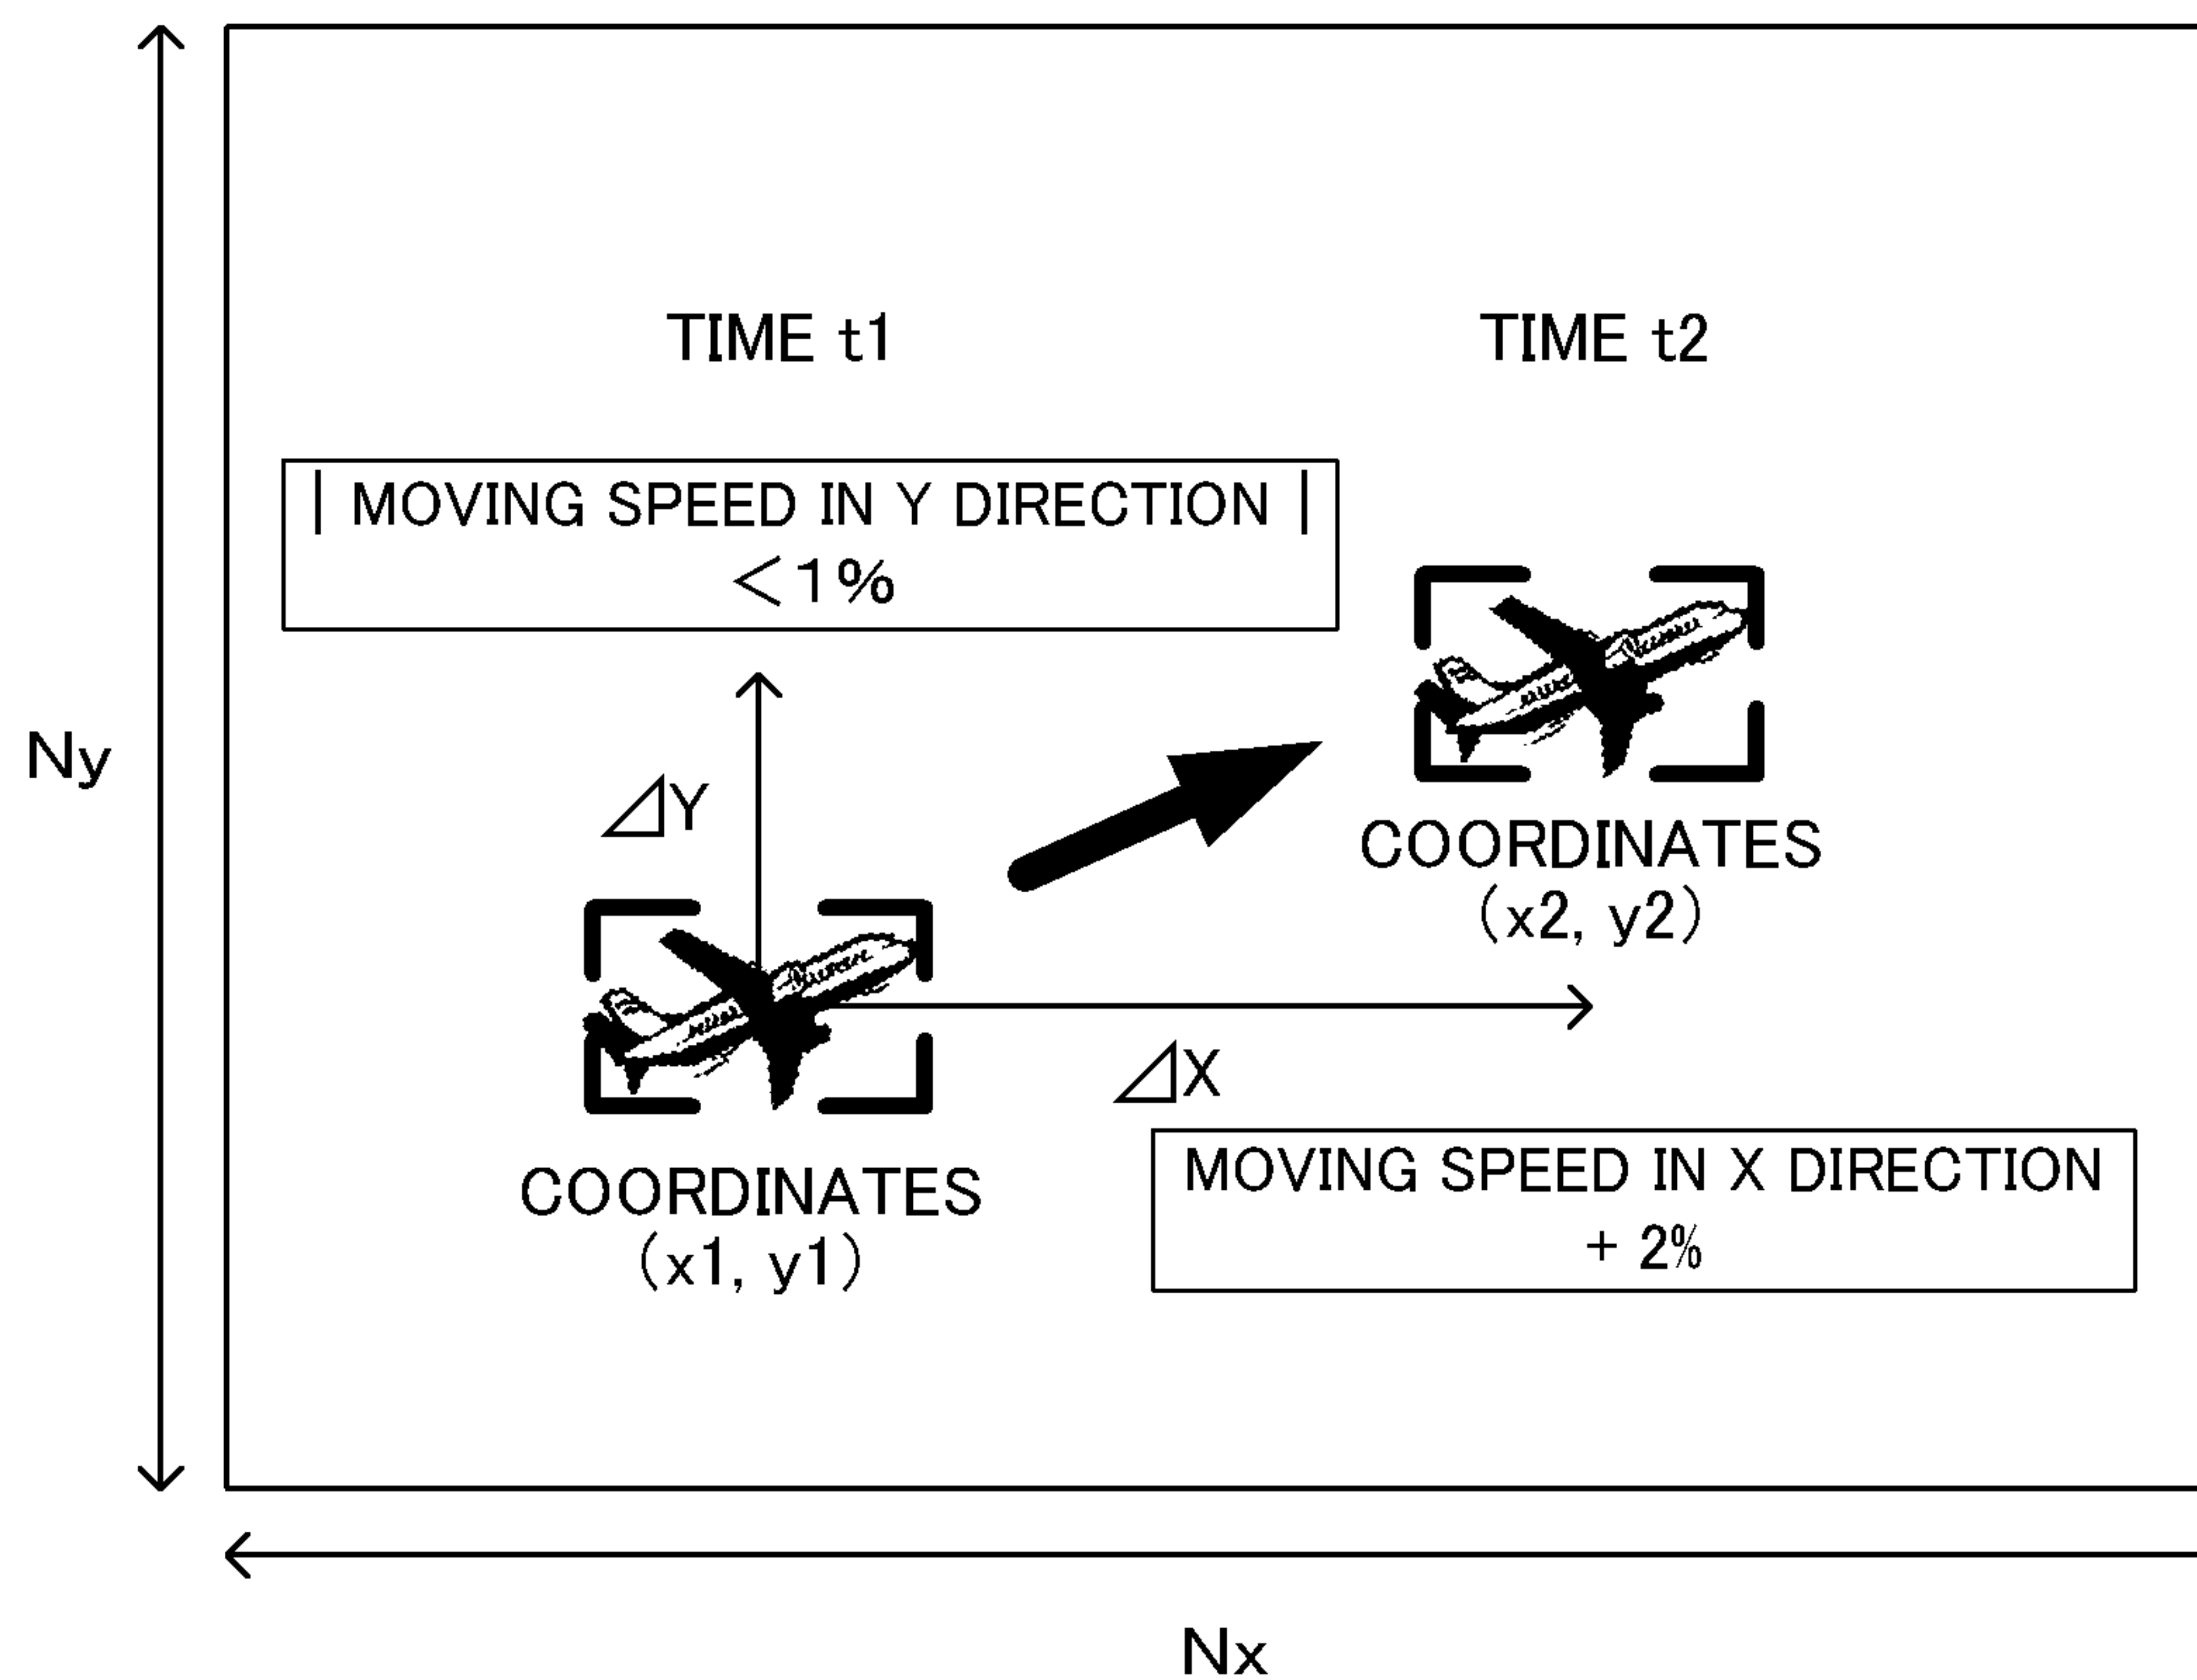 TIME t1
TIME t2
| MOVING SPEED IN Y DIRECTION |
<1%
Ny
⊿Y
COORDINATES
(x2, y2)
⊿X
COORDINATES
(x1, y1)
MOVING SPEED IN X DIRECTION
+ 2%
Nx